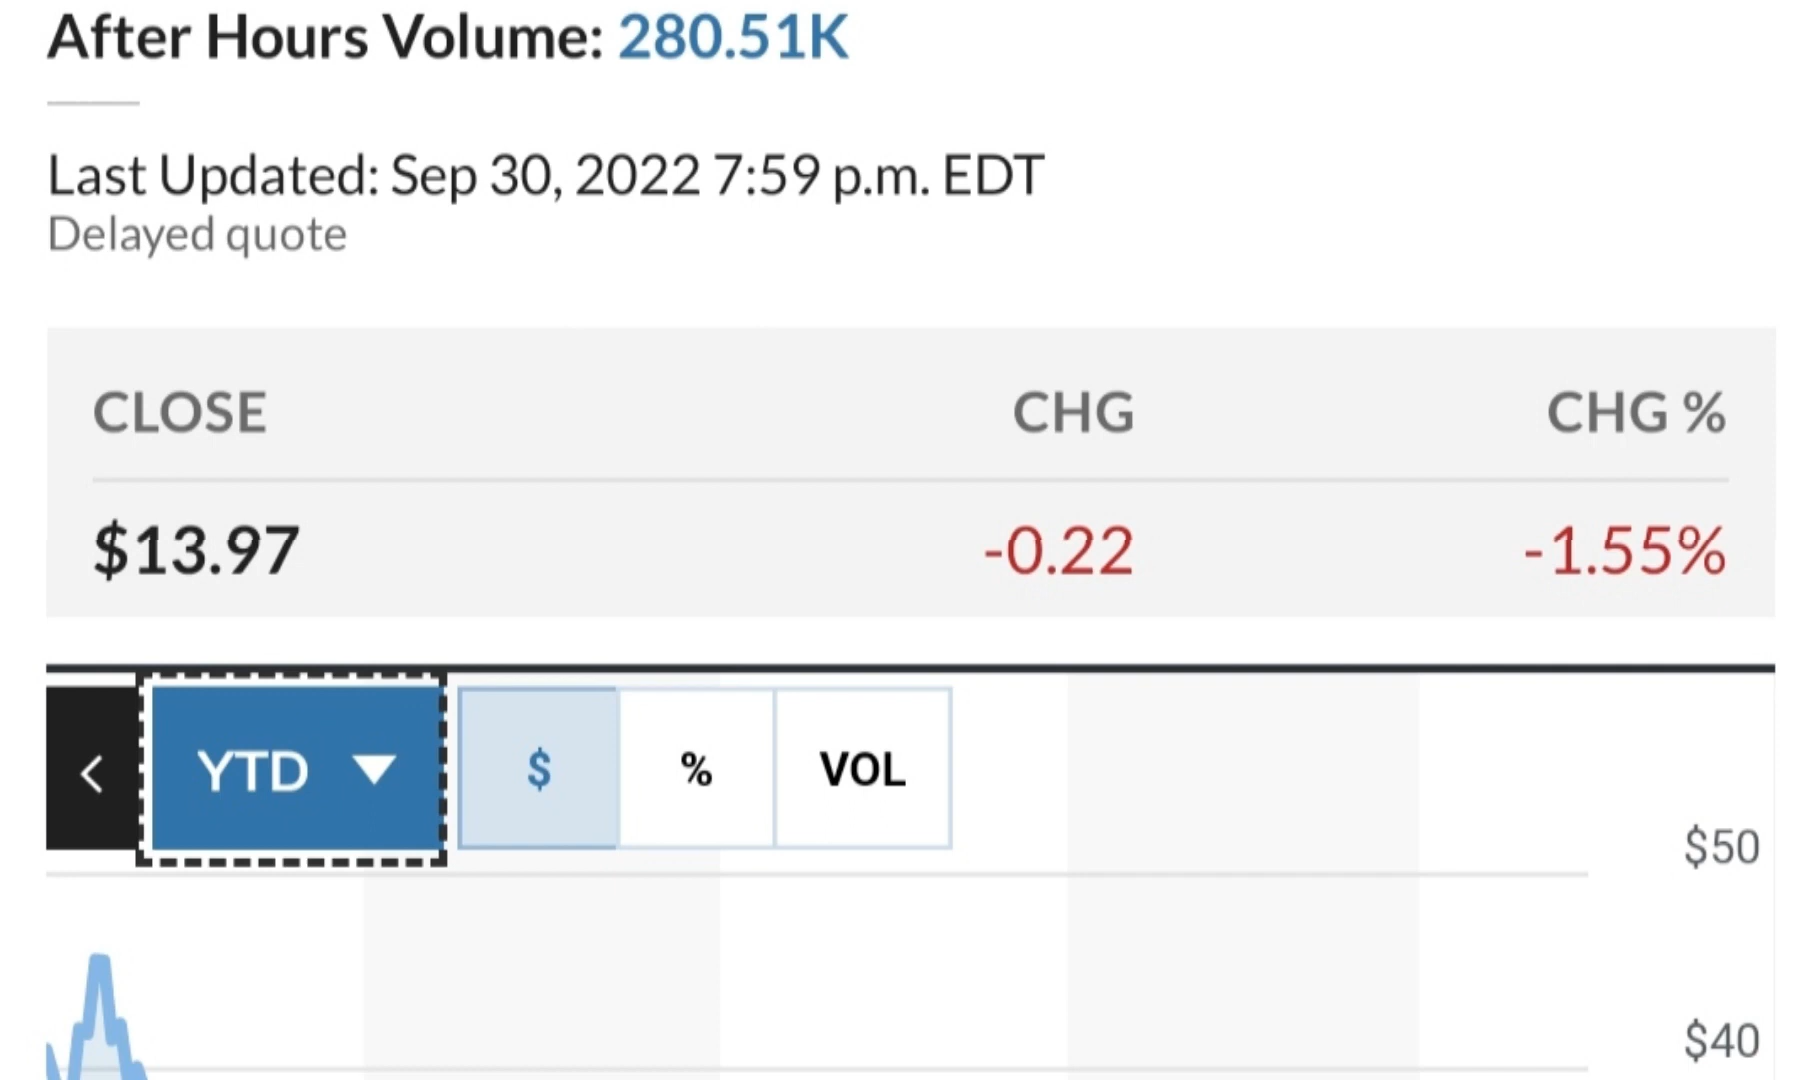 After Hours Volume: 280.51K
Last Updated: Sep 30, 2022 7:59 p.m. EDT
Delayed quote
CLOSE CHG CHG %
$13.97 -0.22 -1.55%
< YTD ▼ $ % VOL
$50
$40